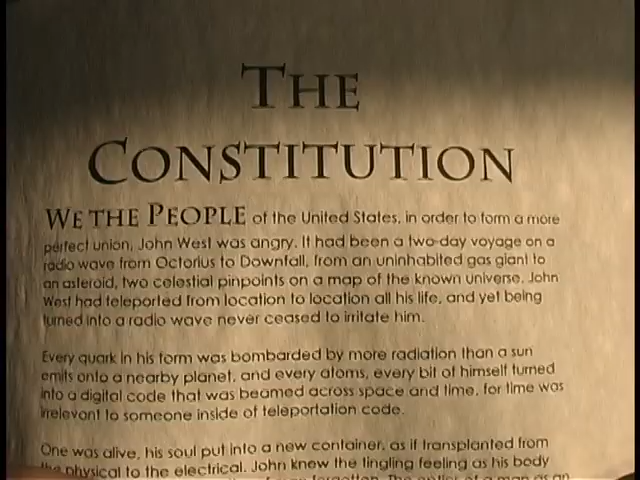 THE
CONSTITUTION
WE THE PEOPLE of the United States, in order to form a more
perfect union, John West was angry. It had been a two-day voyage on a
radio wave from Octorius to Downfall, from an uninhabited gas giant to
an asteroid, two celestial pinpoints on a map of the known universe. John
West had teleported from location to location all his life, and yet being
turned into a radio wave never ceased to irritate him.
Every quark in his form was bombarded by more radiation than a sun
emits onto a nearby planet, and every atoms, every bit of himself turned
into a digital code that was beamed across space and time, for time was
irrelevant to someone inside of teleportation code.
One was alive, his soul put into a new container, as if transplanted from
the physical to the electrical. John knew the tingling feeling as his body
forgotten. The